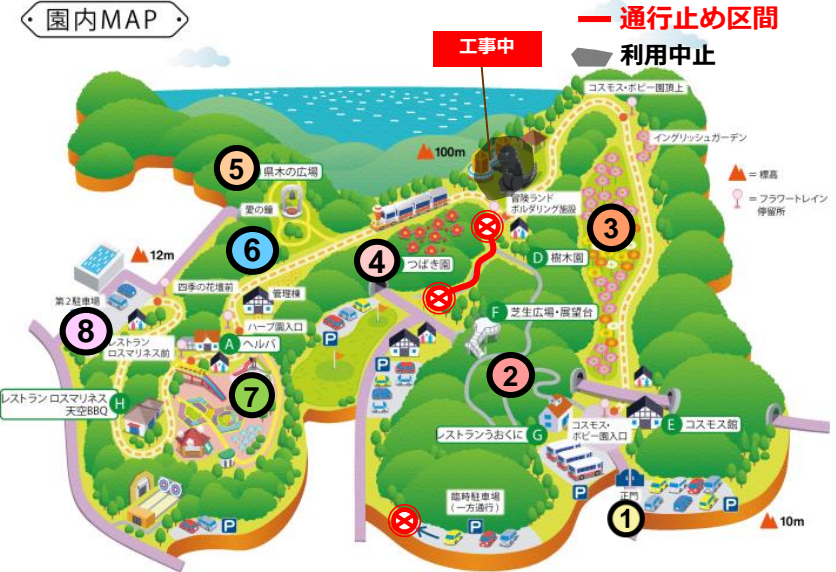 園内MAP
通行止め区間
利用中止
工事中
コスモス・ポピー園頂上
イングリッシュガーデン
100m
= 標高
= フラワートレイン
停留所
5
県木の広場
愛の鐘
冒険ランド
ボルダリング施設
3
6
4
つばき園
D 樹木園
12m
四季の花壇前
管理棟
第2駐車場
ハーブ園入口
F 芝生広場・展望台
8
レストラン
ロスマリネス前
A ヘルバ
P
P
2
レストラン ロスマリネス
天空BBQ
H
7
レストランうおくに G
コスモス・
ポピー園入口
E コスモス館
P
正門
1
臨時駐車場
(一方通行)
P
P
P
10m